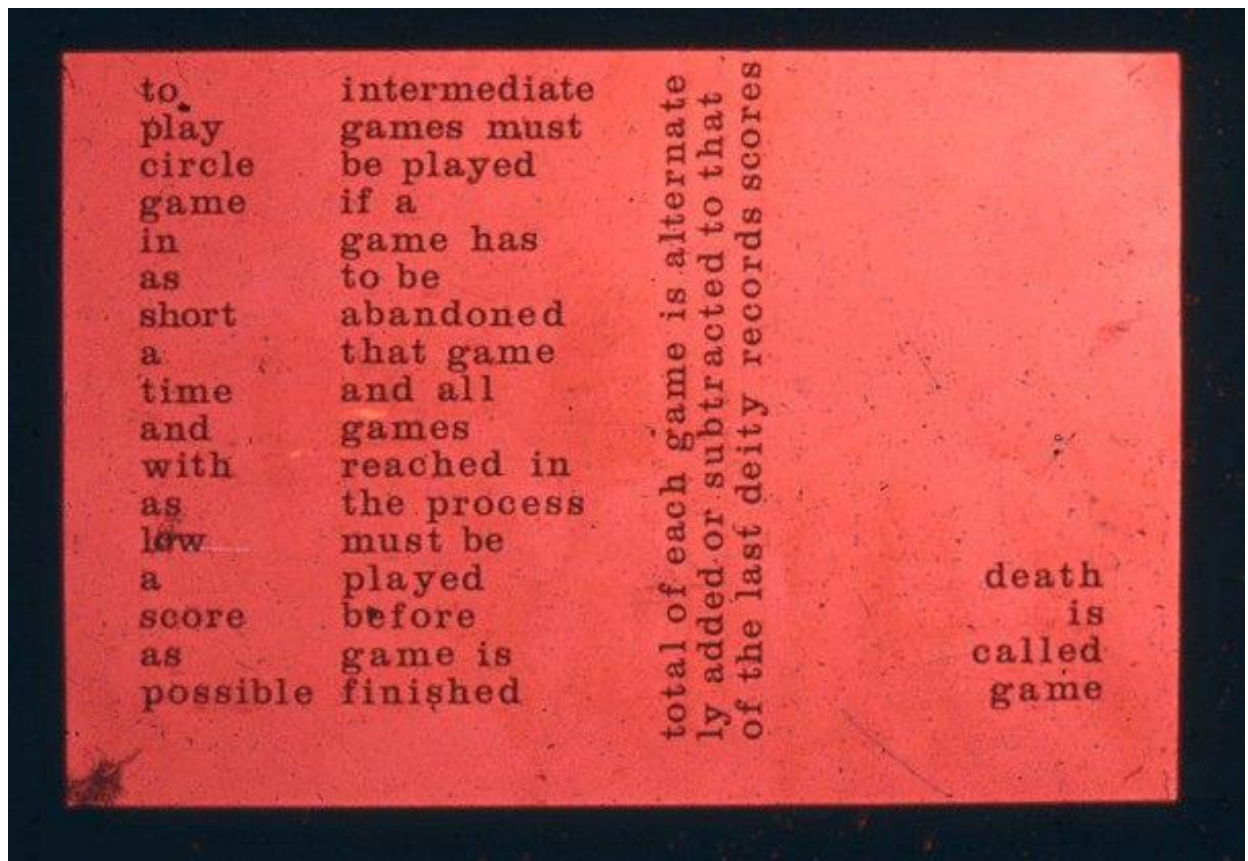 to
play
circle
game
in
as
short
a
time
and
with
as
low
a
score
as
possible
intermediate
games must
be played
if a
game has
to be
abandoned
that game
and all
games
reached in
the process
must be
played
before
game is
finished
total of each game is alternate
ly added or subtracted to that
of the last deity records scores
death
is
called
game